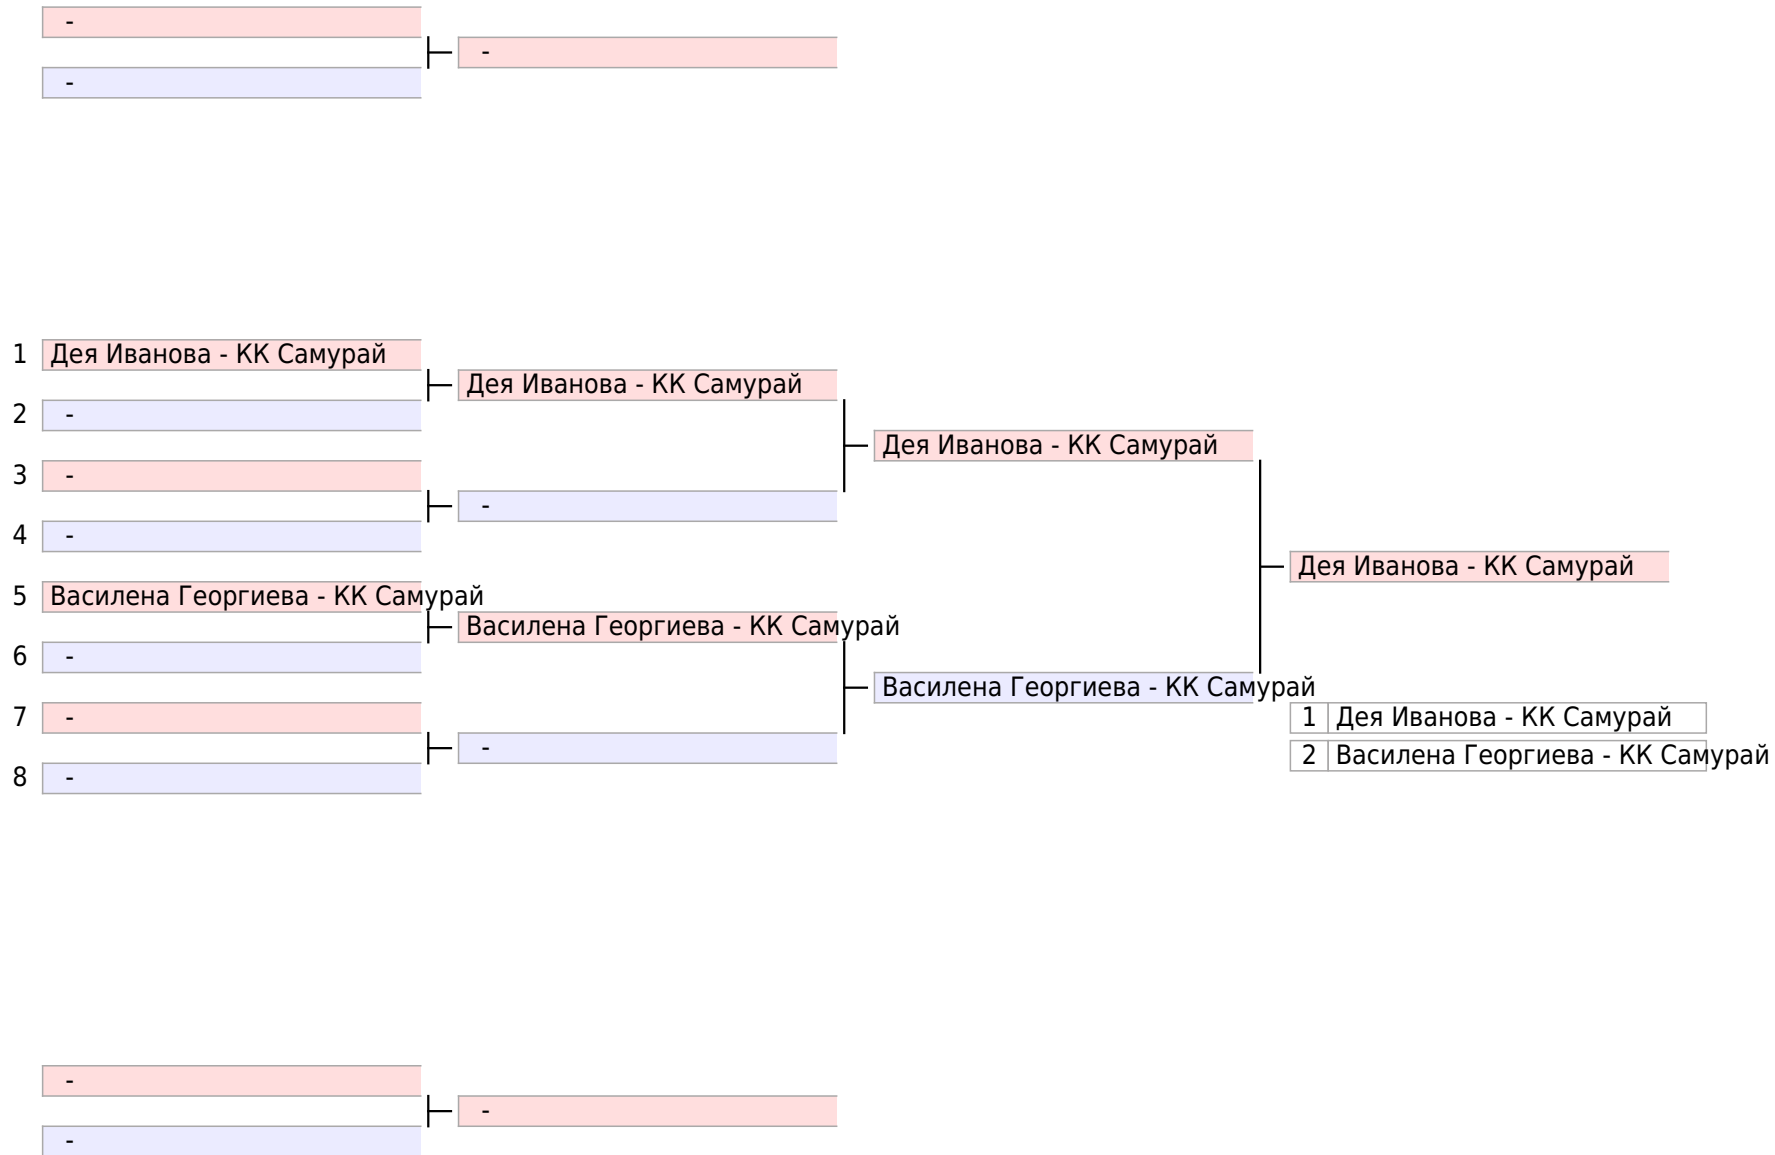 -
-
-
1 Дея Иванова - КК Самурай
Дея Иванова - КК Самурай
2 -
Дея Иванова - КК Самурай
3 -
-
4 -
Дея Иванова - КК Самурай
5 Василена Георгиева - КК Самурай
Василена Георгиева - КК Самурай
6 -
Василена Георгиева - КК Самурай
7 -
1 Дея Иванова - КК Самурай
-
2 Василена Георгиева - КК Самурай
8 -
-
-
-